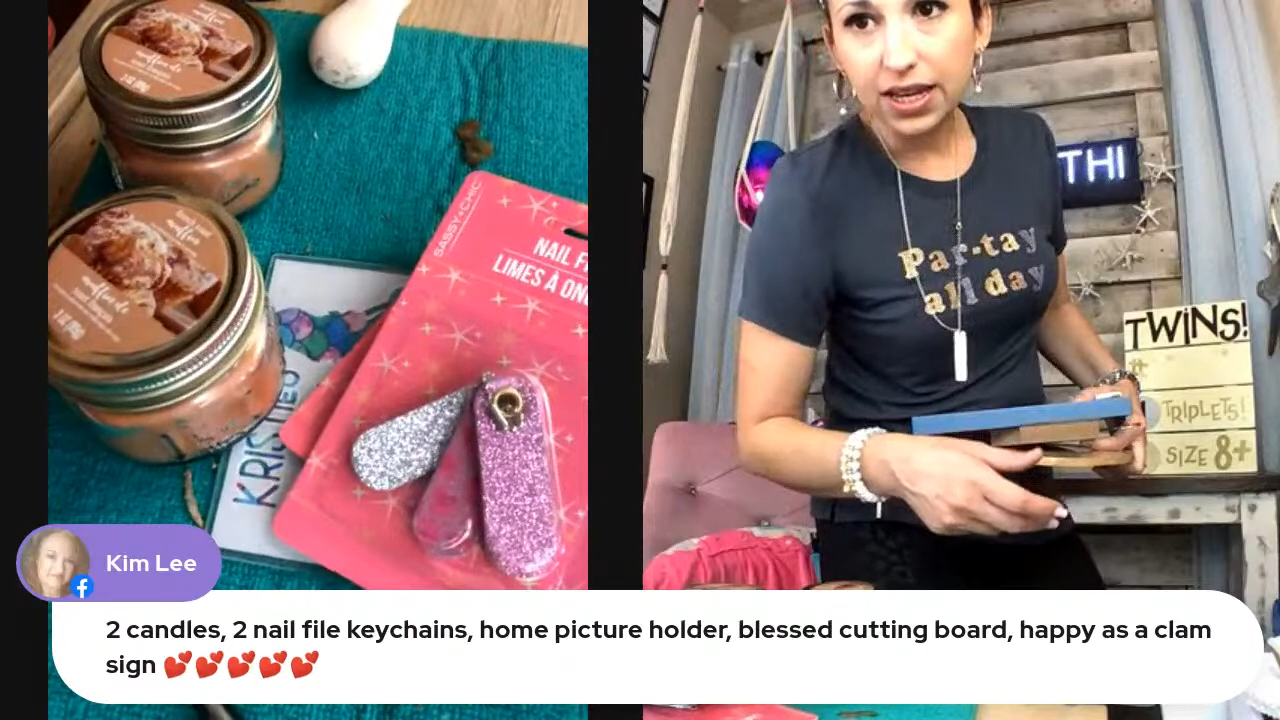 SASSY+CHIC
NAIL FI
LIMES À ON
KRIS
THI
Par-tay
all day
TWINS!
TRIPLETS!
SIZE 8+
Kim Lee
2 candles, 2 nail file keychains, home picture holder, blessed cutting board, happy as a clam
sign 💕💕💕💕💕